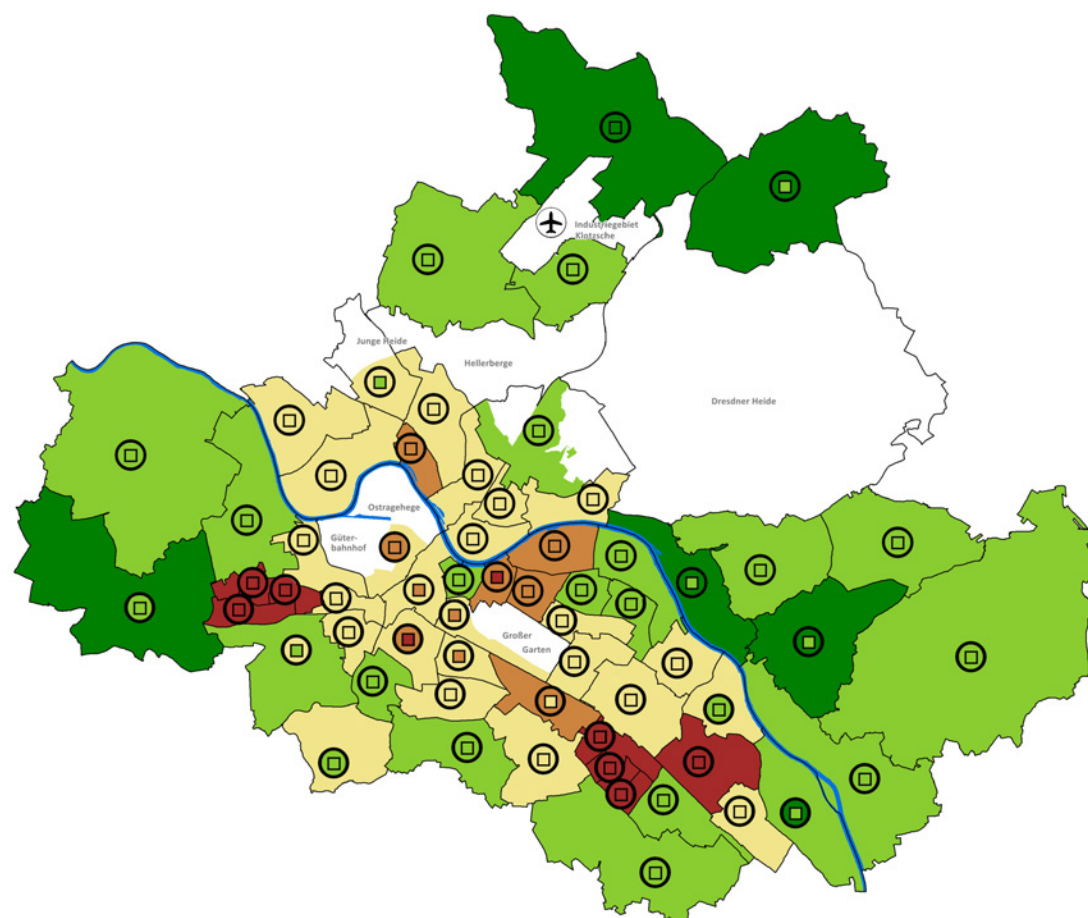 Industriegebiet
Klotzsche
Junge Heide
Hellerberge
Dresdner Heide
Ostragehege
Güter-
bahnhof
Großer
Garten